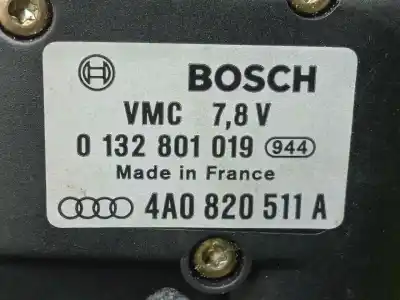 BOSCH
VMC 7,8 V
0 132 801 019 944
Made in France
4A0 820 511 A